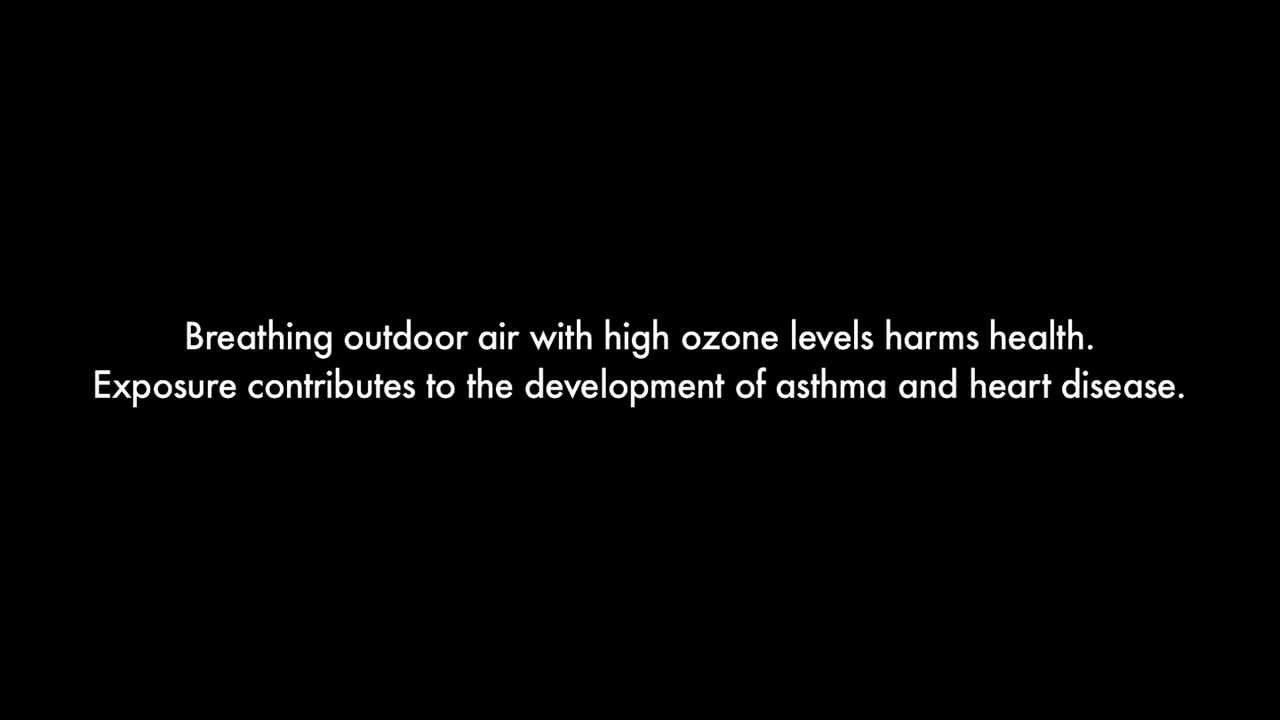 Breathing outdoor air with high ozone levels harms health.
Exposure contributes to the development of asthma and heart disease.